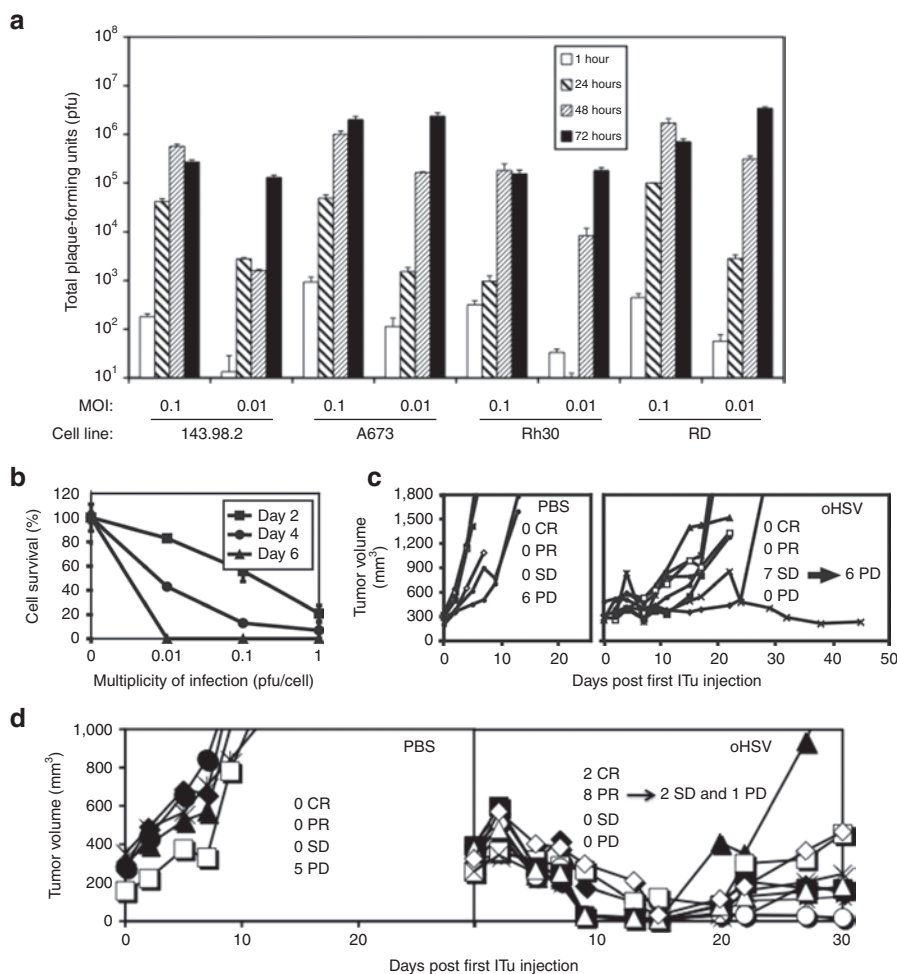 a
10^8
10^7
10^6
10^5
10^4
10^3
10^2
10^1
Total plaque-forming units (pfu)
1 hour
24 hours
48 hours
72 hours
MOI: 0.1 0.01 0.1 0.01 0.1 0.01 0.1 0.01
Cell line: 143.98.2 A673 Rh30 RD
b
120
100
80
60
40
20
0
Cell survival (%)
Day 2
Day 4
Day 6
0 0.01 0.1 1
Multiplicity of infection (pfu/cell)
c
1,800
1,500
1,200
900
600
300
0
Tumor volume
(mm³)
PBS
0 CR
0 PR
0 SD
6 PD
0 10 20
oHSV
0 CR
0 PR
7 SD 6 PD
0 PD
0 10 20 30 40 50
Days post first ITu injection
d
1,000
800
600
400
200
0
Tumor volume (mm³)
PBS
0 CR
0 PR
0 SD
5 PD
0 10 20
oHSV
2 CR
8 PR 2 SD and 1 PD
0 SD
0 PD
10 20 30
Days post first ITu injection